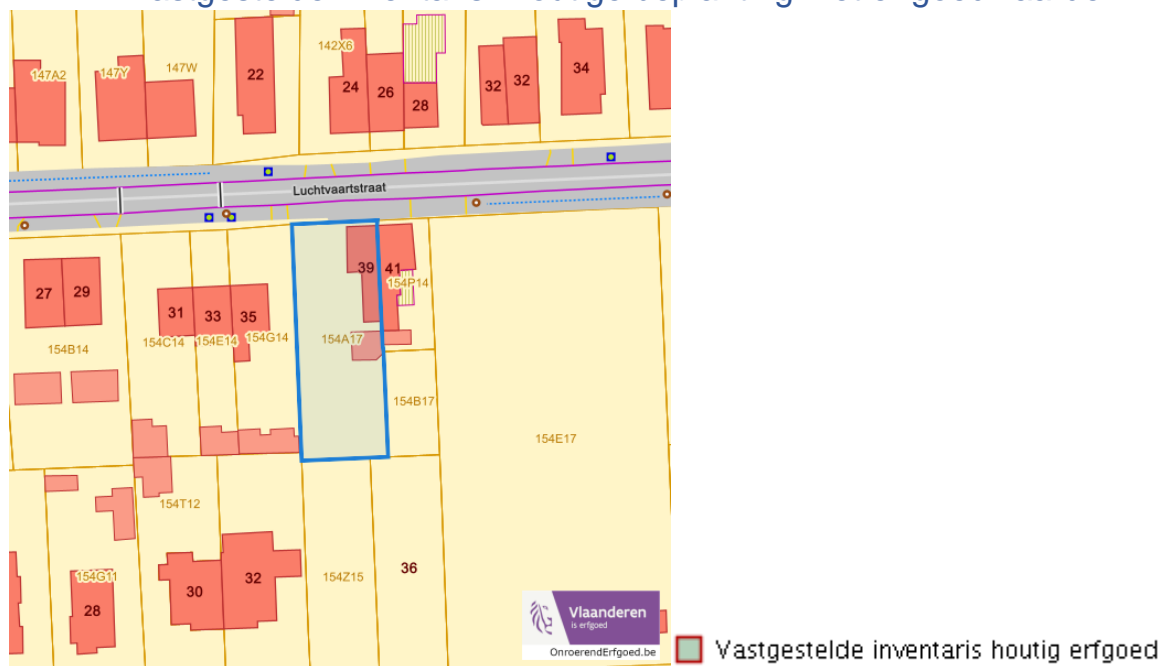 147A2
147Y
147W
22
142X6
24
26
28
32
32
34
Luchtvaartstraat
27
29
154B14
31
33
35
154C14
154E14
154G14
39
41
154P14
154A17
154B17
154E17
154T12
154G11
28
30
32
154Z15
36
Vlaanderen
is erfgoed
OnroerendErfgoed.be
Vastgestelde inventaris houtig erfgoed